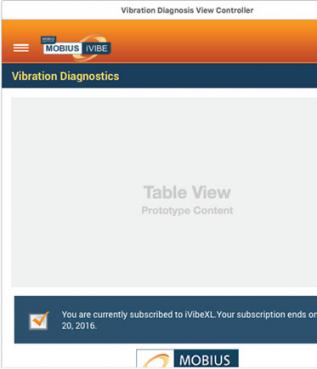 Vibration Diagnosis View Controller
MOBIUS iVIBE
Vibration Diagnostics
Table View
Prototype Content
You are currently subscribed to iVibeXL.Your subscription ends on
20, 2016.
MOBIUS